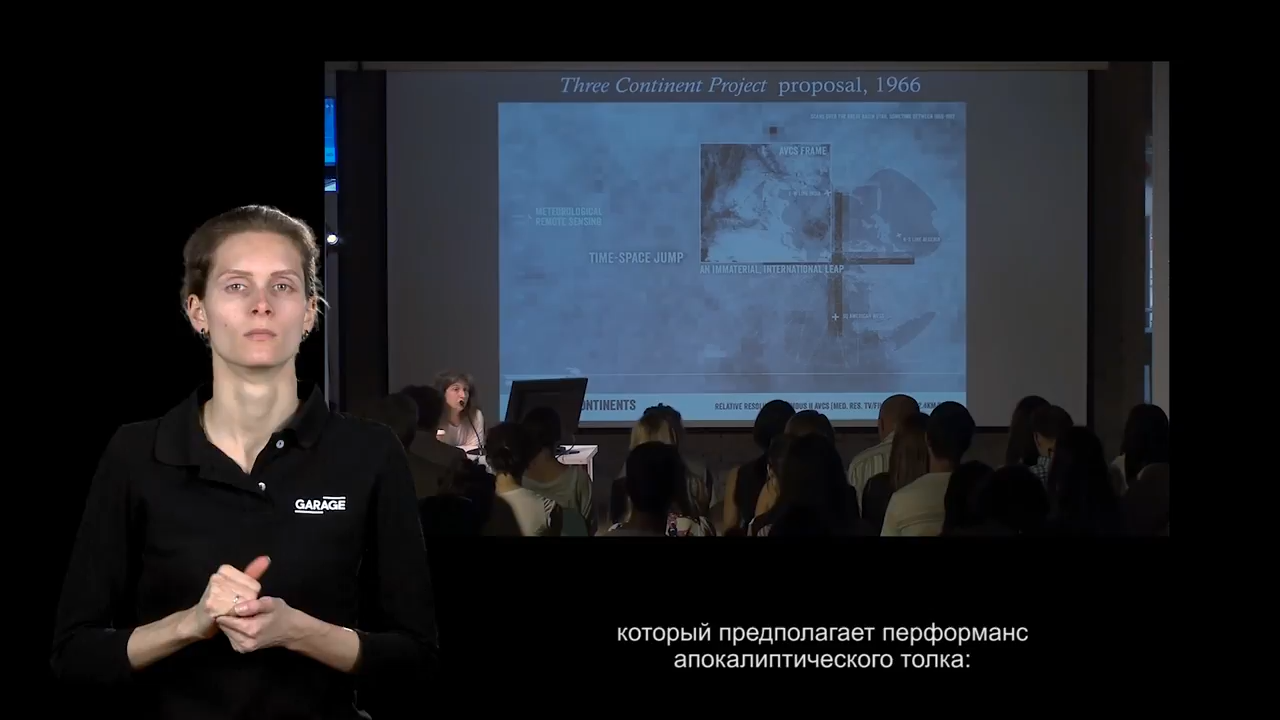 Three Continent Project proposal, 1966
AVCS FRAME
METEOROLOGICAL
REMOTE SENSING
TIME-SPACE JUMP
AN IMMATERIAL, INTERNATIONAL LEAP
CONTINENTS
GARAGE
который предполагает перформанс
апокалиптического толка: